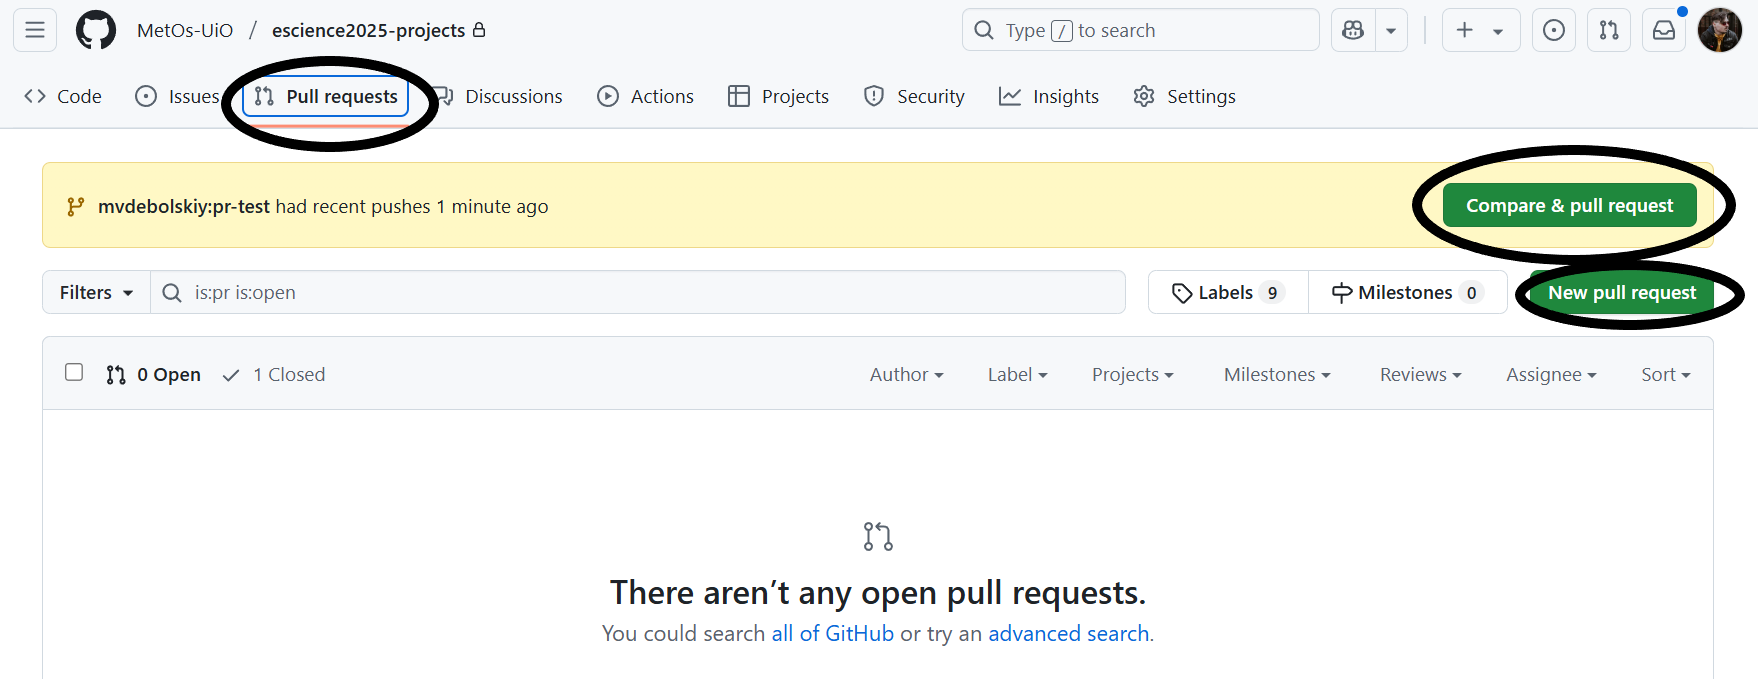 MetOs-UiO / escience2025-projects
Type / to search
Code Issues Pull requests Discussions Actions Projects Security Insights Settings
mvdebolskiy:pr-test had recent pushes 1 minute ago
Compare & pull request
Filters is:pr is:open Labels 9 Milestones 0 New pull request
0 Open 1 Closed Author Label Projects Milestones Reviews Assignee Sort
There aren’t any open pull requests.
You could search all of GitHub or try an advanced search.